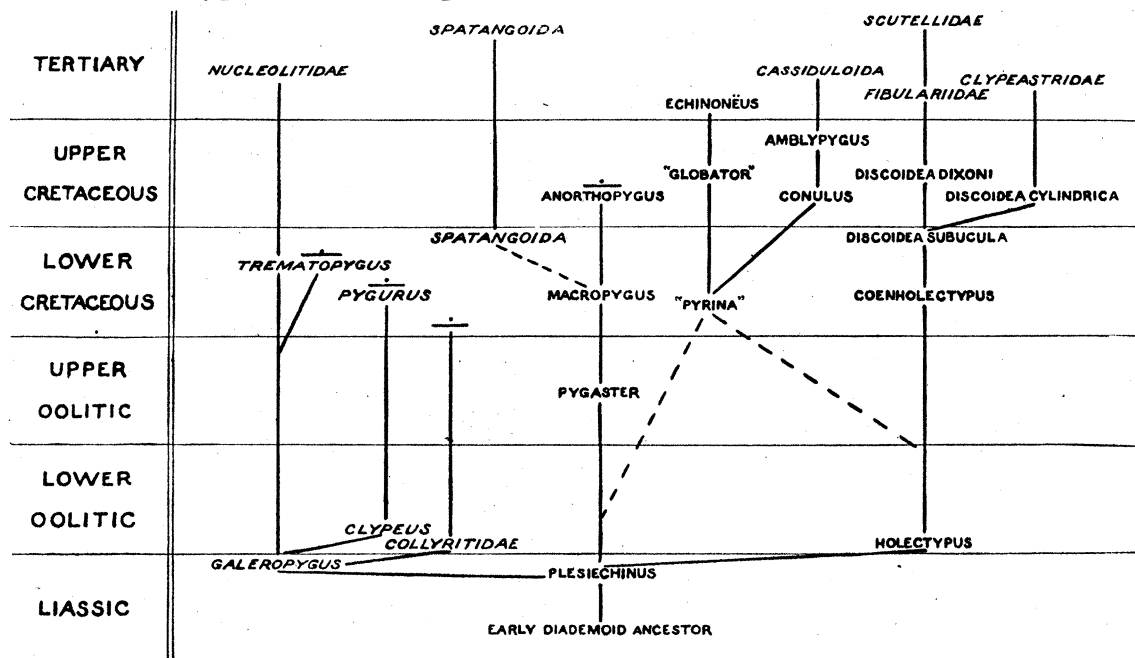 SPATANGOIDA
SCUTELLIDAE
TERTIARY
NUCLEOLITIDAE
CASSIDULOIDA
CLYPEASTRIDAE
FIBULARIIDAE
ECHINONËUS
UPPER
CRETACEOUS
AMBLYPYGUS
"GLOBATOR"
DISCOIDEA DIXONI
ANORTHOPYGUS
CONULUS
DISCOIDEA CYLINDRICA
LOWER
CRETACEOUS
SPATANGOIDA
DISCOIDEA SUBUCULA
TREMATOPYGUS
PYGURUS
MACROPYGUS
"PYRINA"
COENHOLECTYPUS
UPPER
OOLITIC
PYGASTER
LOWER
OOLITIC
CLYPEUS
COLLYRITIDAE
HOLECTYPUS
GALEROPYGUS
PLESIECHINUS
LIASSIC
EARLY DIADEMOID ANCESTOR